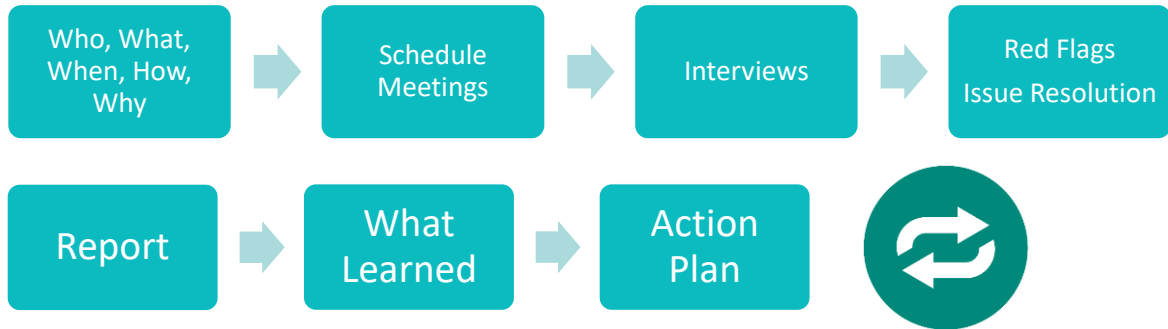 Who, What,
When, How,
Why
Schedule
Meetings
Interviews
Red Flags
Issue Resolution
Report
What
Learned
Action
Plan